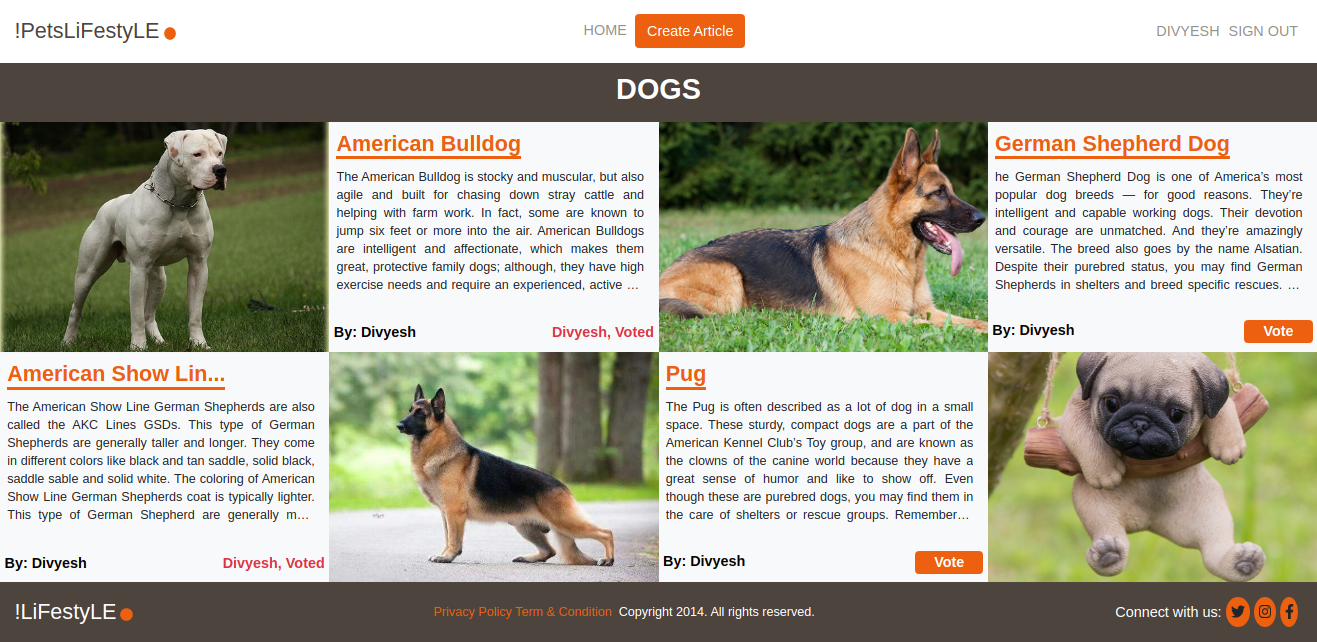 !PetsLiFestyLE
HOME Create Article
DIVYESH SIGN OUT
DOGS
American Bulldog
The American Bulldog is stocky and muscular, but also
agile and built for chasing down stray cattle and
helping with farm work. In fact, some are known to
jump six feet or more into the air. American Bulldogs
are intelligent and affectionate, which makes them
great, protective family dogs; although, they have high
exercise needs and require an experienced, active ...
By: Divyesh
Divyesh, Voted
German Shepherd Dog
he German Shepherd Dog is one of America's most
popular dog breeds — for good reasons. They're
intelligent and capable working dogs. Their devotion
and courage are unmatched. And they're amazingly
versatile. The breed also goes by the name Alsatian.
Despite their purebred status, you may find German
Shepherds in shelters and breed specific rescues. ...
By: Divyesh
Vote
American Show Lin...
The American Show Line German Shepherds are also
called the AKC Lines GSDs. This type of German
Shepherds are generally taller and longer. They come
in different colors like black and tan saddle, solid black,
saddle sable and solid white. The coloring of American
Show Line German Shepherds coat is typically lighter.
This type of German Shepherd are generally m...
By: Divyesh
Divyesh, Voted
Pug
The Pug is often described as a lot of dog in a small
space. These sturdy, compact dogs are a part of the
American Kennel Club's Toy group, and are known as
the clowns of the canine world because they have a
great sense of humor and like to show off. Even
though these are purebred dogs, you may find them in
the care of shelters or rescue groups. Remember...
By: Divyesh
Vote
!LiFestyLE
Privacy Policy Term & Condition Copyright 2014. All rights reserved.
Connect with us: